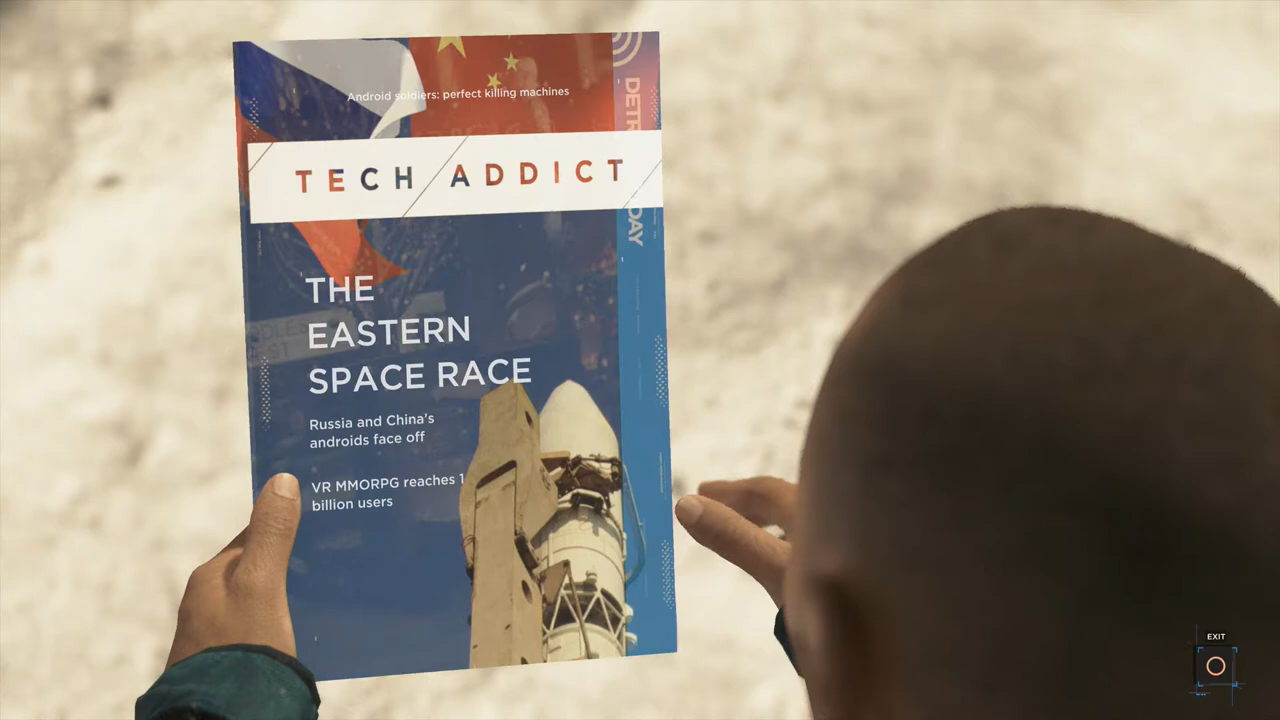 Android soldiers: perfect killing machines
TECH ADDICT
THE
EASTERN
SPACE RACE
Russia and China's
androids face off
VR MMORPG reaches 1
billion users
EXIT